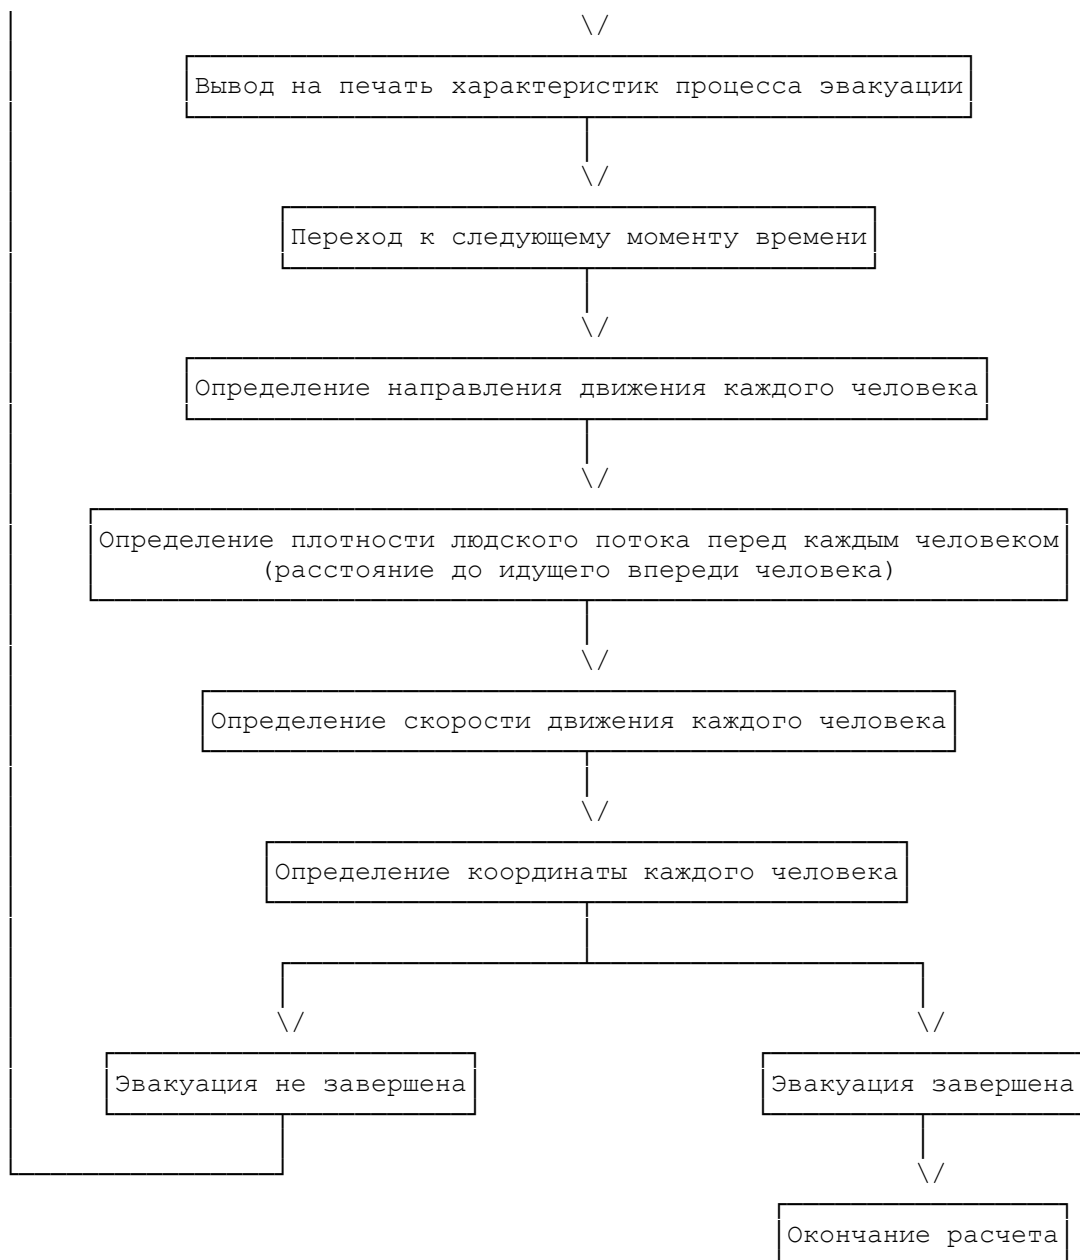 Вывод на печать характеристик процесса эвакуации
Переход к следующему моменту времени
Определение направления движения каждого человека
Определение плотности людского потока перед каждым человеком
(расстояние до идущего впереди человека)
Определение скорости движения каждого человека
Определение координаты каждого человека
Эвакуация не завершена
Эвакуация завершена
Окончание расчета